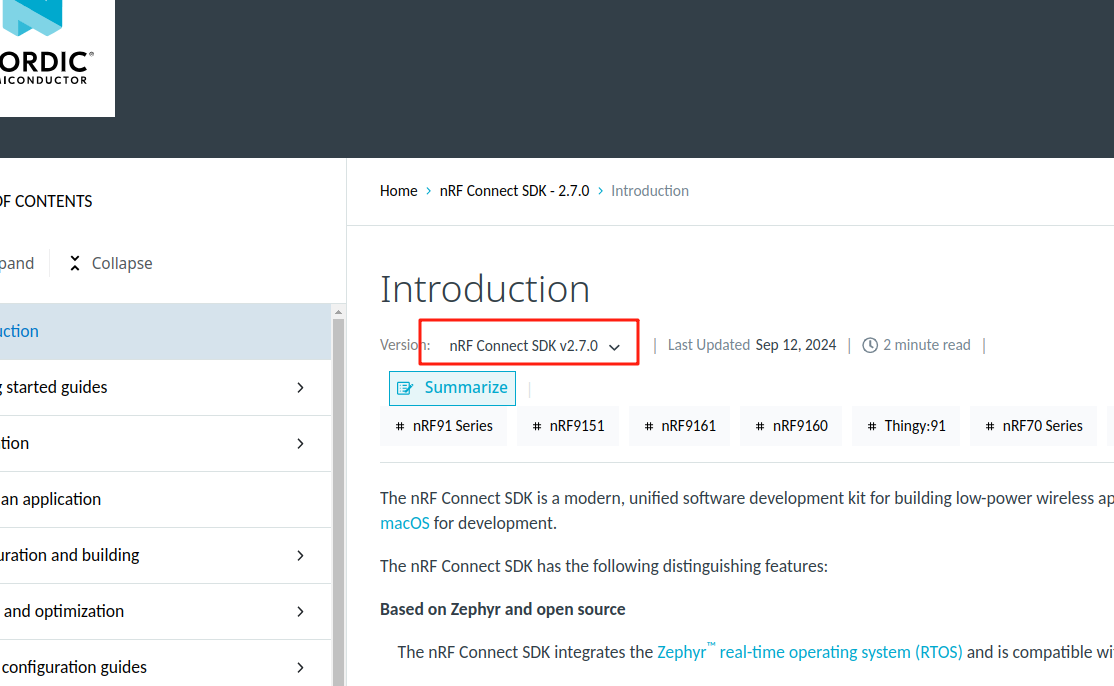 ORDIC®
ICONDUCTOR
Home > nRF Connect SDK - 2.7.0 > Introduction
OF CONTENTS
pand
Collapse
Introduction
Version: nRF Connect SDK v2.7.0 | Last Updated Sep 12, 2024 | 2 minute read |
Summarize |
# nRF91 Series # nRF9151 # nRF9161 # nRF9160 # Thingy:91 # nRF70 Series
uction
g started guides
tion
an application
uration and building
and optimization
configuration guides
The nRF Connect SDK is a modern, unified software development kit for building low-power wireless ap
macOS for development.
The nRF Connect SDK has the following distinguishing features:
Based on Zephyr and open source
The nRF Connect SDK integrates the Zephyr™ real-time operating system (RTOS) and is compatible wi